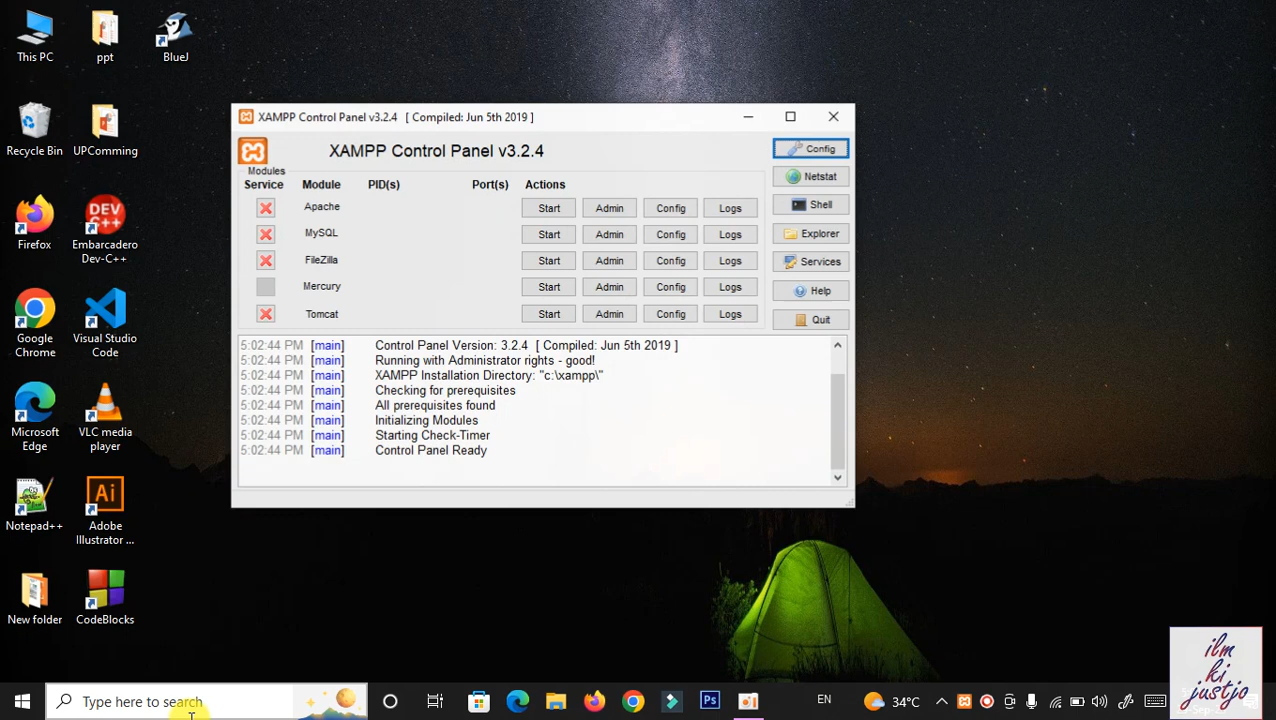 This PC
ppt
BlueJ
Recycle Bin
UPComming
Firefox
DEV
C++
Embarcadero
Dev-C++
Google
Chrome
Visual Studio
Code
Microsoft
Edge
VLC media
player
Notepad++
Ai
Adobe
Illustrator ...
New folder
CodeBlocks
XAMPP Control Panel v3.2.4 [ Compiled: Jun 5th 2019 ]
XAMPP Control Panel v3.2.4
Modules
Service Module PID(s) Port(s) Actions
Apache Start Admin Config Logs
MySQL Start Admin Config Logs
FileZilla Start Admin Config Logs
Mercury Start Admin Config Logs
Tomcat Start Admin Config Logs
Config
Netstat
Shell
Explorer
Services
Help
Quit
5:02:44 PM [main] Control Panel Version: 3.2.4 [ Compiled: Jun 5th 2019 ]
5:02:44 PM [main] Running with Administrator rights - good!
5:02:44 PM [main] XAMPP Installation Directory: "c:\xampp\"
5:02:44 PM [main] Checking for prerequisites
5:02:44 PM [main] All prerequisites found
5:02:44 PM [main] Initializing Modules
5:02:44 PM [main] Starting Check-Timer
5:02:44 PM [main] Control Panel Ready
Type here to search
Ps
EN
34°C
ilm
ki
justjo